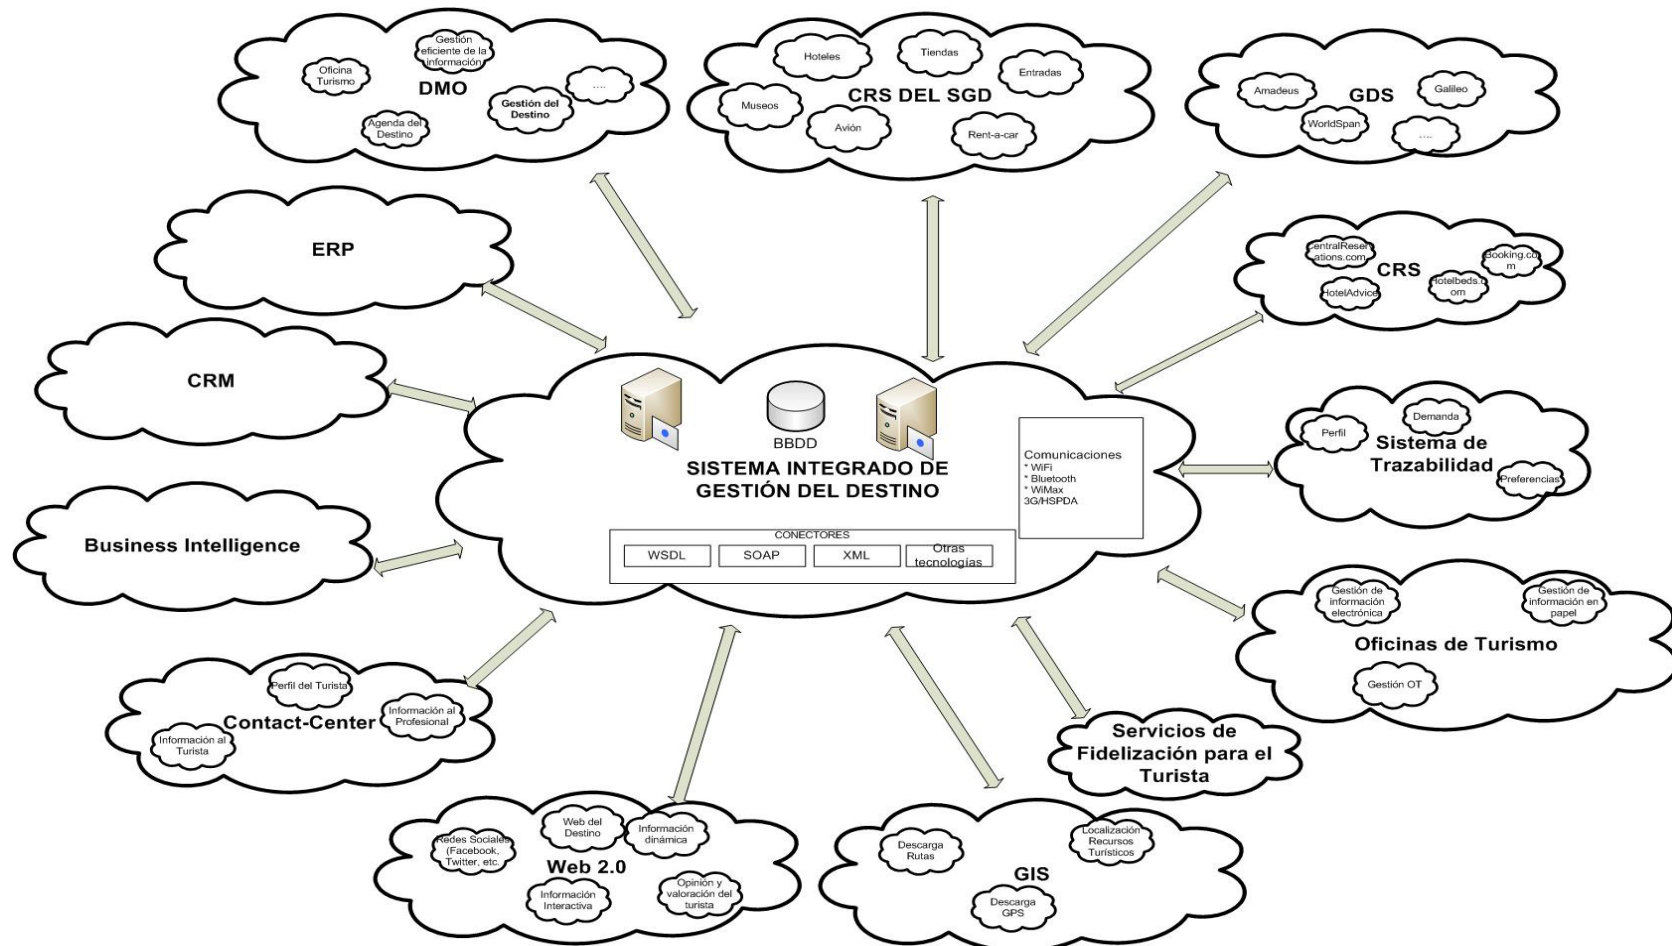 Gestión
eficiente de la
información
Oficina
Turismo
DMO
....
Gestión del
Destino
Agenda del
Destino
Hoteles
Tiendas
Entradas
CRS DEL SGD
Museos
Avión
Rent-a-car
Amadeus
GDS
Galileo
WorldSpan
....
ERP
CentralReser
ations.com
Booking.co
m
CRS
HotelAdvice
Hotelbeds.c
om
CRM
BBDD
SISTEMA INTEGRADO DE
GESTIÓN DEL DESTINO
Comunicaciones
* WiFi
* Bluetooth
* WiMax
3G/HSPDA
CONECTORES
WSDL
SOAP
XML
Otras
tecnologías
Demanda
Perfil
Sistema de
Trazabilidad
Preferencias
Business Intelligence
Gestión de
información
electrónica
Gestión de
información en
papel
Oficinas de Turismo
Gestión OT
Perfil del Turista
Contact-Center
Información al
Profesional
Información al
Turista
Servicios de
Fidelización para el
Turista
Web del
Destino
Información
dinámica
Redes Sociales
(Facebook,
Twitter, etc.
Web 2.0
Información
Interactiva
Opinión y
valoración del
turista
Descarga
Rutas
Localización
Recursos
Turísticos
GIS
Descarga
GPS